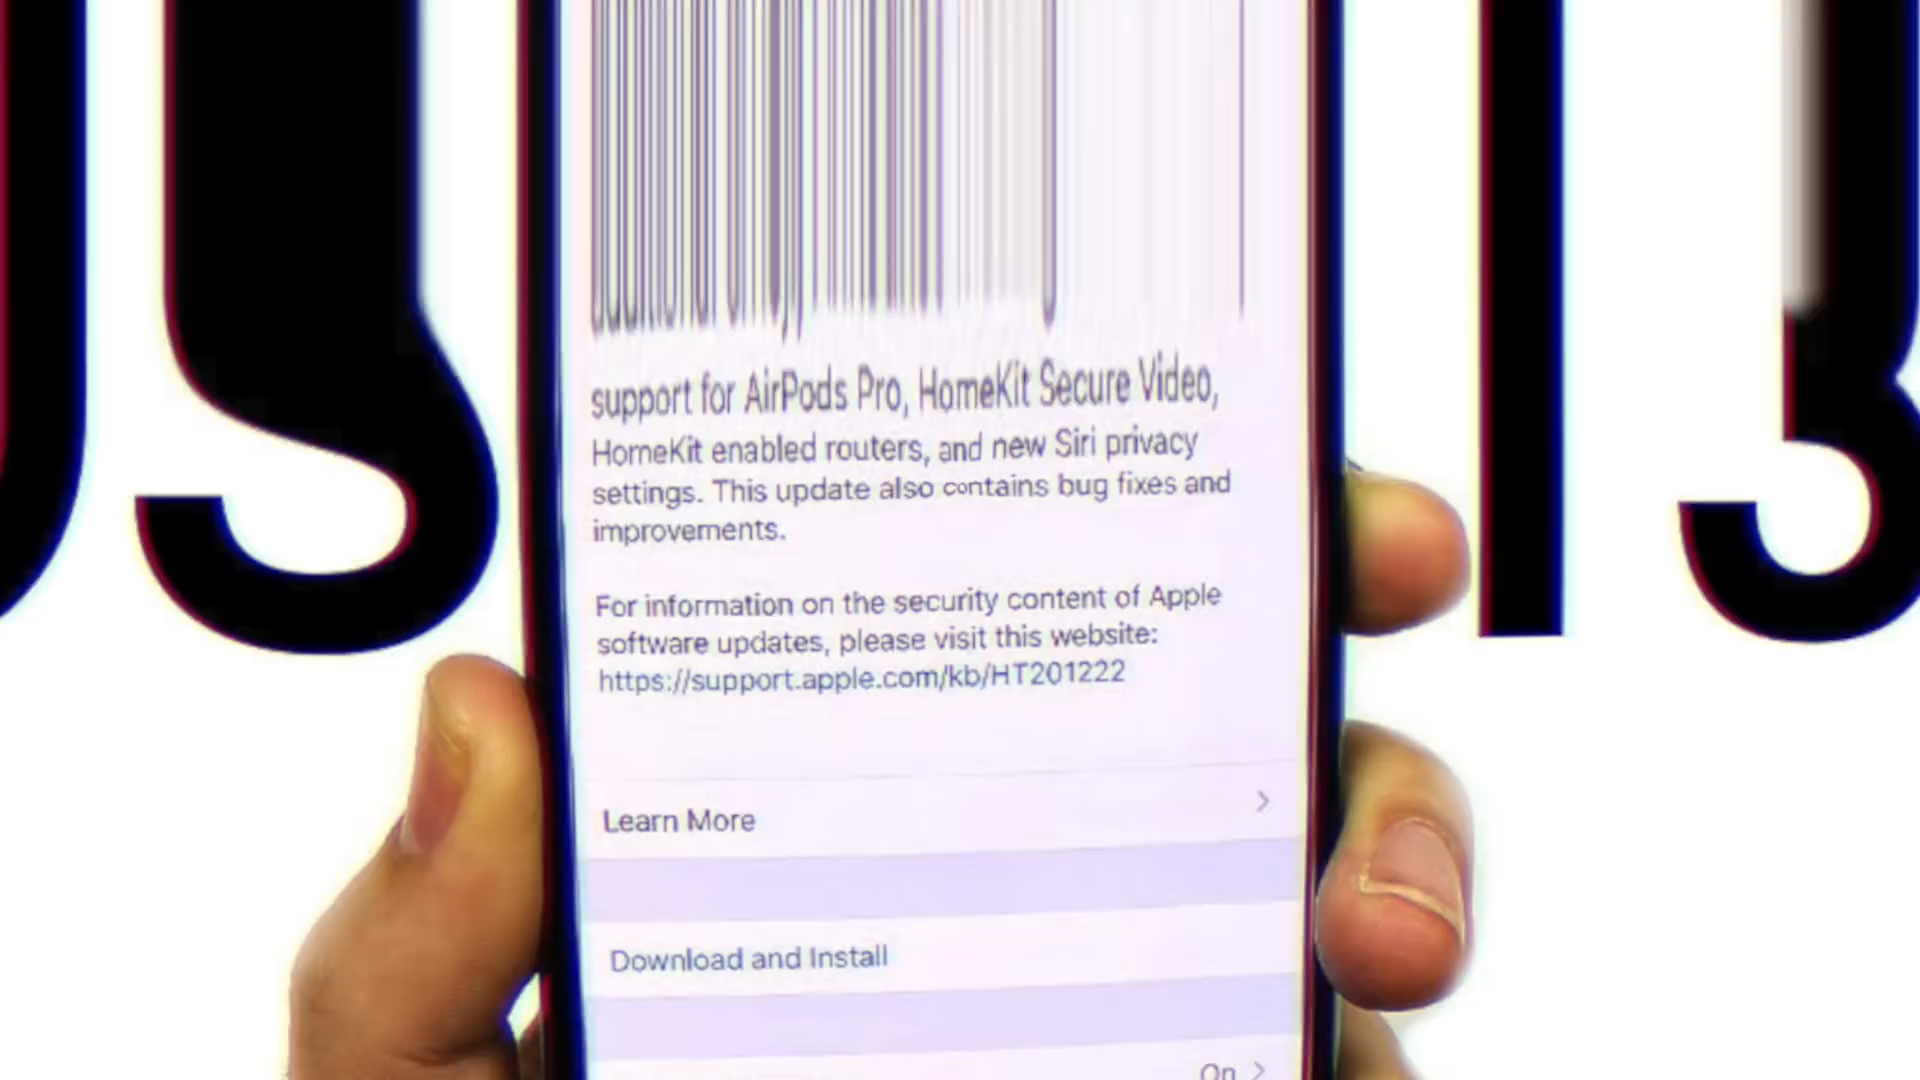 support for AirPods Pro, HomeKit Secure Video,
HomeKit enabled routers, and new Siri privacy
settings. This update also contains bug fixes and
improvements.
For information on the security content of Apple
software updates, please visit this website:
https://support.apple.com/kb/HT201222
Learn More
Download and Install
On